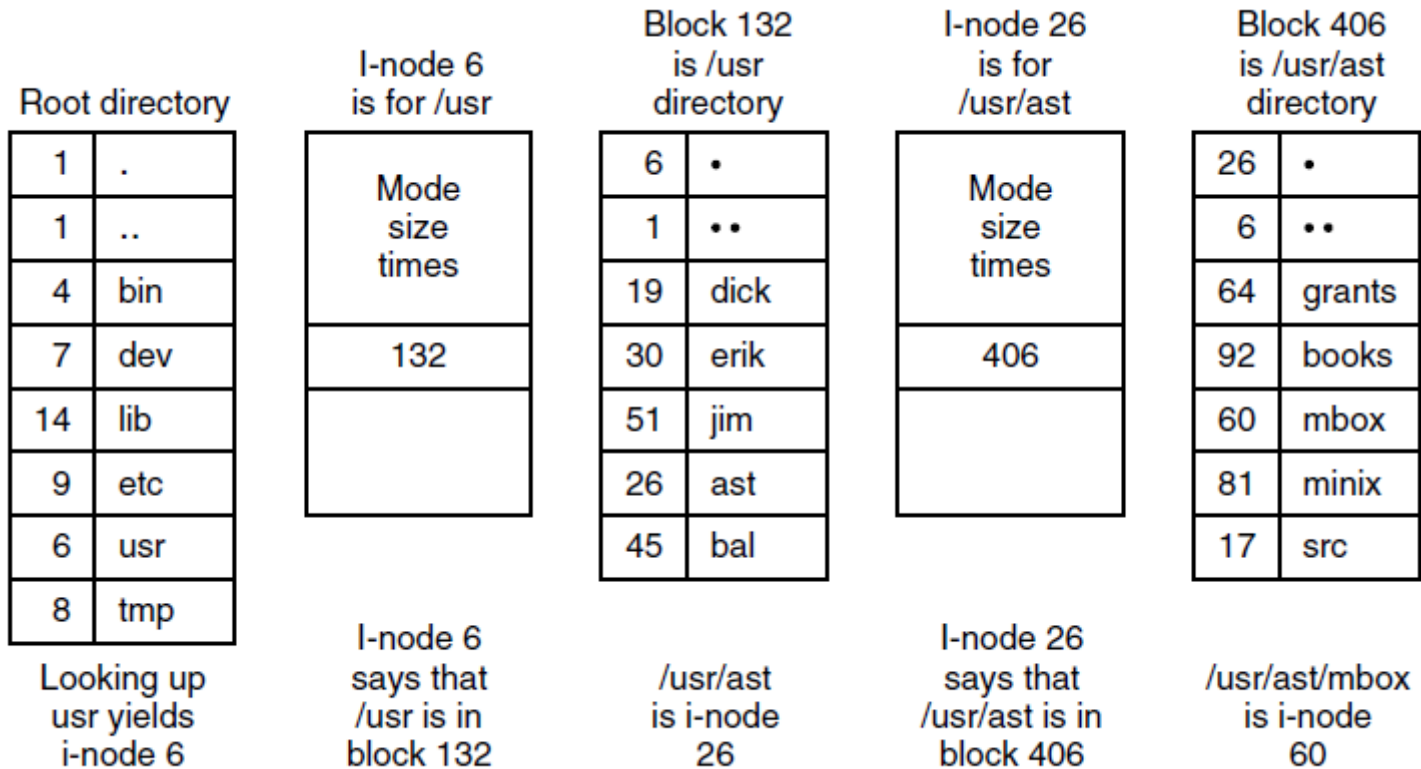 Root directory
1 .
1 ..
4 bin
7 dev
14 lib
9 etc
6 usr
8 tmp
Looking up
usr yields
i-node 6
I-node 6
is for /usr
Mode
size
times
132
I-node 6
says that
/usr is in
block 132
Block 132
is /usr
directory
6 •
1 ••
19 dick
30 erik
51 jim
26 ast
45 bal
/usr/ast
is i-node
26
I-node 26
is for
/usr/ast
Mode
size
times
406
I-node 26
says that
/usr/ast is in
block 406
Block 406
is /usr/ast
directory
26 •
6 ••
64 grants
92 books
60 mbox
81 minix
17 src
/usr/ast/mbox
is i-node
60